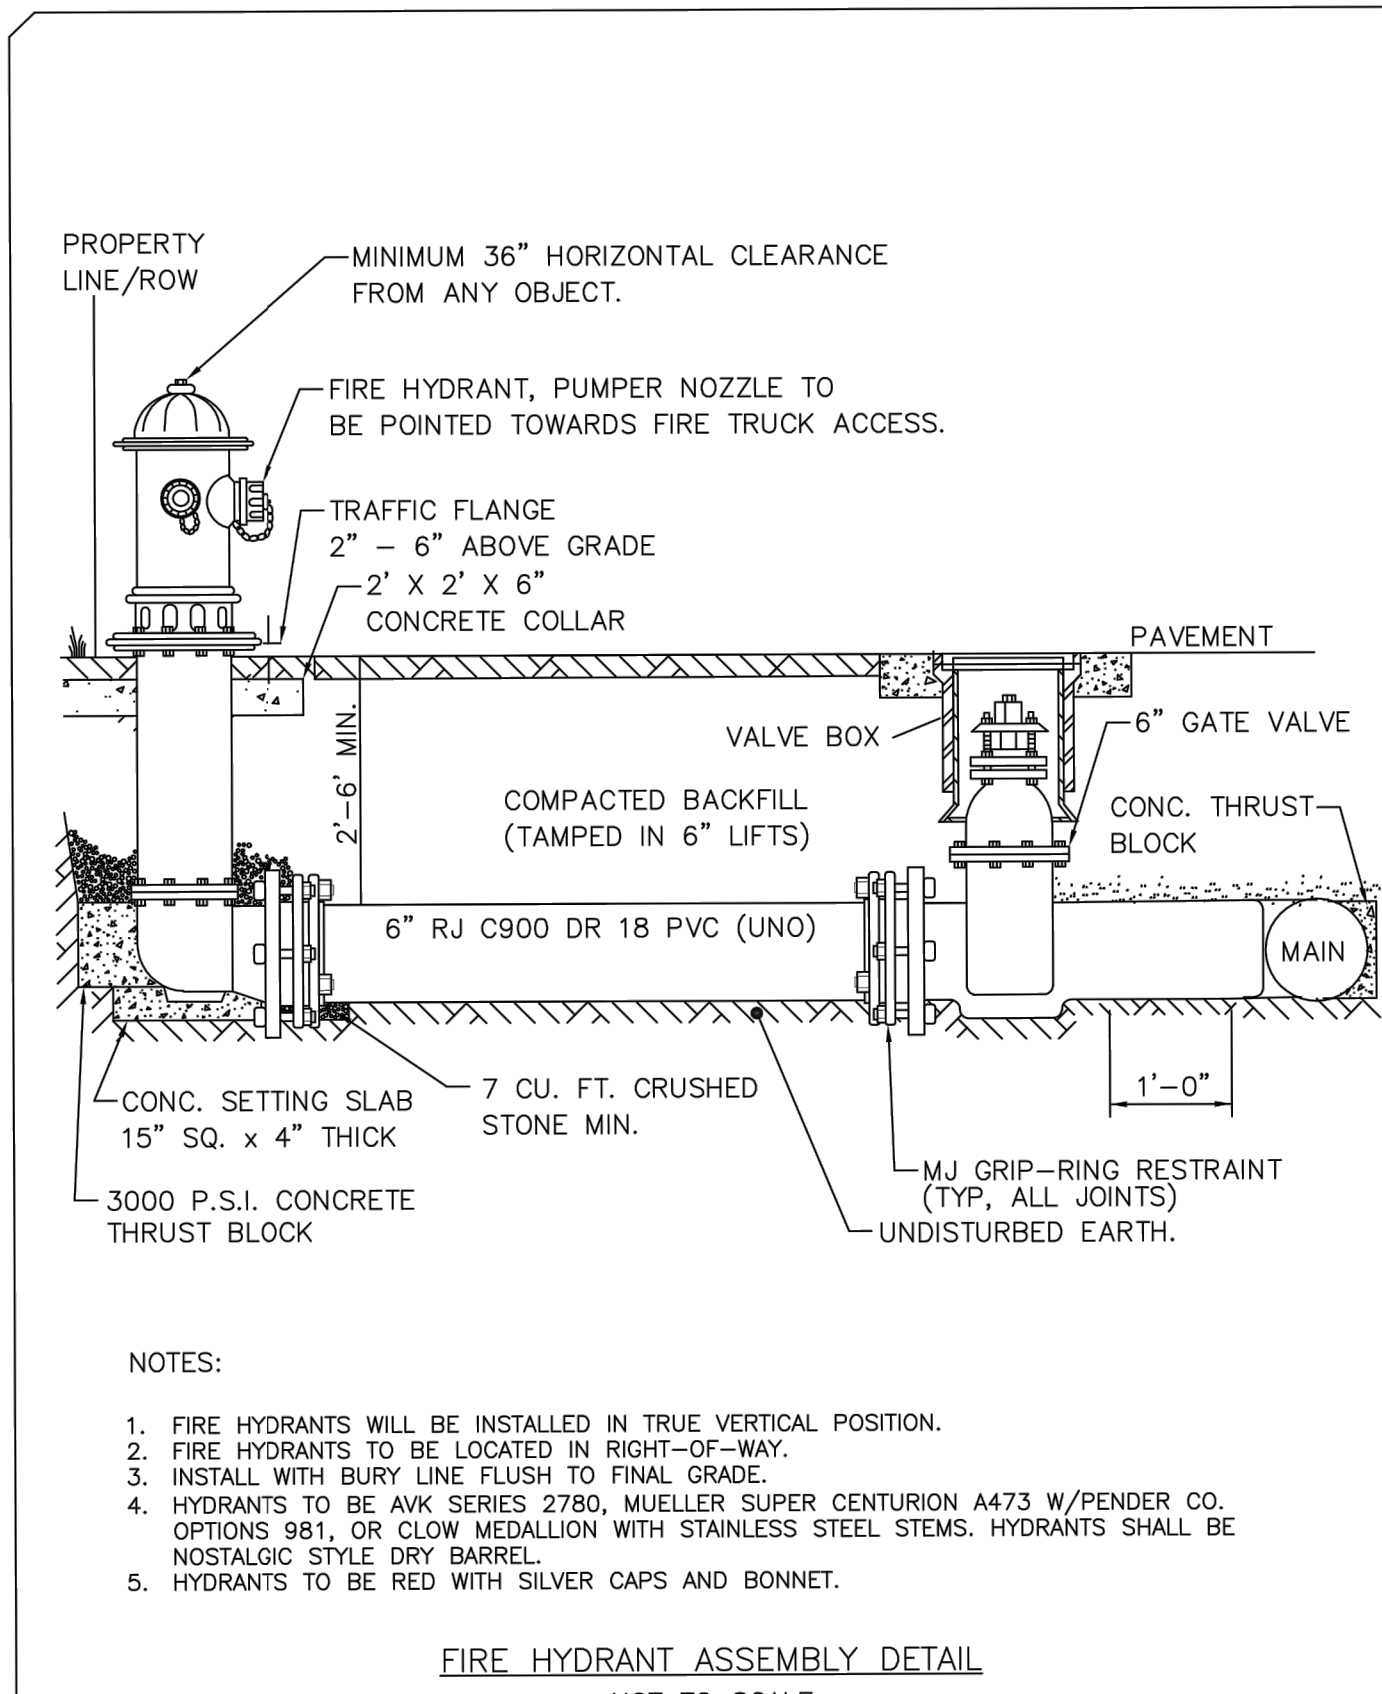 PROPERTY
LINE/ROW
MINIMUM 36” HORIZONTAL CLEARANCE
FROM ANY OBJECT.
FIRE HYDRANT, PUMPER NOZZLE TO
BE POINTED TOWARDS FIRE TRUCK ACCESS.
TRAFFIC FLANGE
2” – 6” ABOVE GRADE
2’ X 2’ X 6”
CONCRETE COLLAR
PAVEMENT
VALVE BOX
6” GATE VALVE
2’–6’ MIN.
COMPACTED BACKFILL
(TAMPED IN 6” LIFTS)
CONC. THRUST
BLOCK
6” RJ C900 DR 18 PVC (UNO)
MAIN
1’–0”
CONC. SETTING SLAB
15” SQ. x 4” THICK
7 CU. FT. CRUSHED
STONE MIN.
3000 P.S.I. CONCRETE
THRUST BLOCK
MJ GRIP–RING RESTRAINT
(TYP, ALL JOINTS)
UNDISTURBED EARTH.
NOTES:
1. FIRE HYDRANTS WILL BE INSTALLED IN TRUE VERTICAL POSITION.
2. FIRE HYDRANTS TO BE LOCATED IN RIGHT–OF–WAY.
3. INSTALL WITH BURY LINE FLUSH TO FINAL GRADE.
4. HYDRANTS TO BE AVK SERIES 2780, MUELLER SUPER CENTURION A473 W/PENDER CO.
OPTIONS 981, OR CLOW MEDALLION WITH STAINLESS STEEL STEMS. HYDRANTS SHALL BE
NOSTALGIC STYLE DRY BARREL.
5. HYDRANTS TO BE RED WITH SILVER CAPS AND BONNET.
FIRE HYDRANT ASSEMBLY DETAIL
NOT TO SCALE